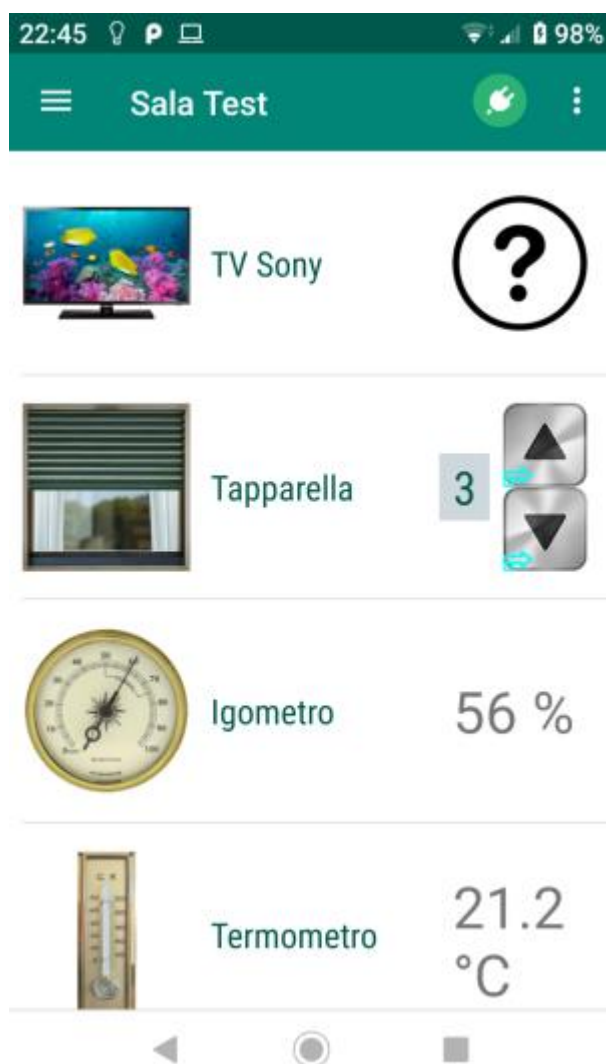 22:45 P 98%
Sala Test
TV Sony
?
Tapparella
3
Igometro
56 %
Termometro
21.2
°C